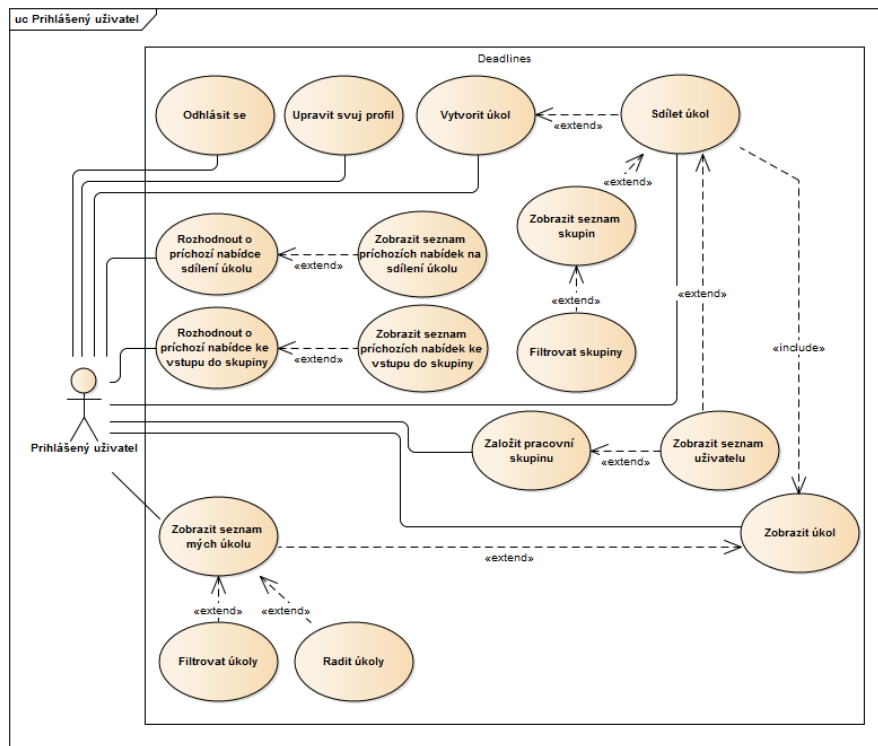 uc Prihlášený uživatel
Deadlines
Odhlásit se
Upravit svuj profil
Vytvorit úkol
«extend»
Sdílet úkol
«extend»
Zobrazit seznam
skupin
Rozhodnout o
príchozí nabídce
sdílení úkolu
«extend»
Zobrazit seznam
príchozích nabídek na
sdílení úkolu
«extend»
«extend»
Rozhodnout o
príchozí nabídce ke
vstupu do skupiny
«extend»
Zobrazit seznam
príchozích nabídek ke
vstupu do skupiny
Filtrovat skupiny
«include»
Prihlášený uživatel
Založit pracovní
skupinu
«extend»
Zobrazit seznam
uživatelu
Zobrazit seznam
mých úkolu
«extend»
Zobrazit úkol
«extend»
«extend»
Filtrovat úkoly
Radit úkoly